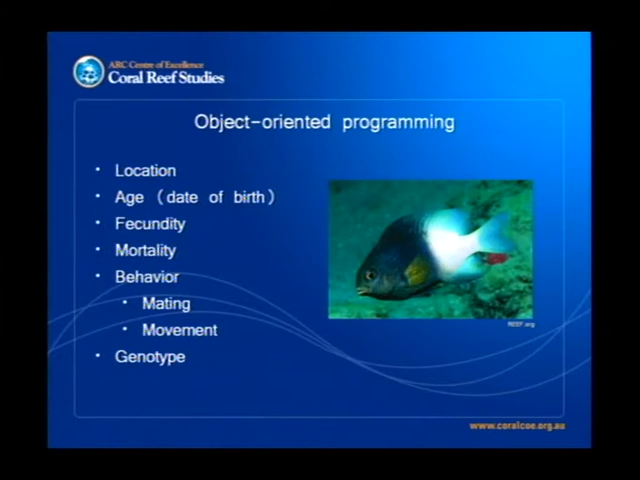 ARC Centre of Excellence
Coral Reef Studies
Object-oriented programming
• Location
• Age (date of birth)
• Fecundity
• Mortality
• Behavior
• Mating
• Movement
• Genotype
REEF.org
www.coralcoe.org.au